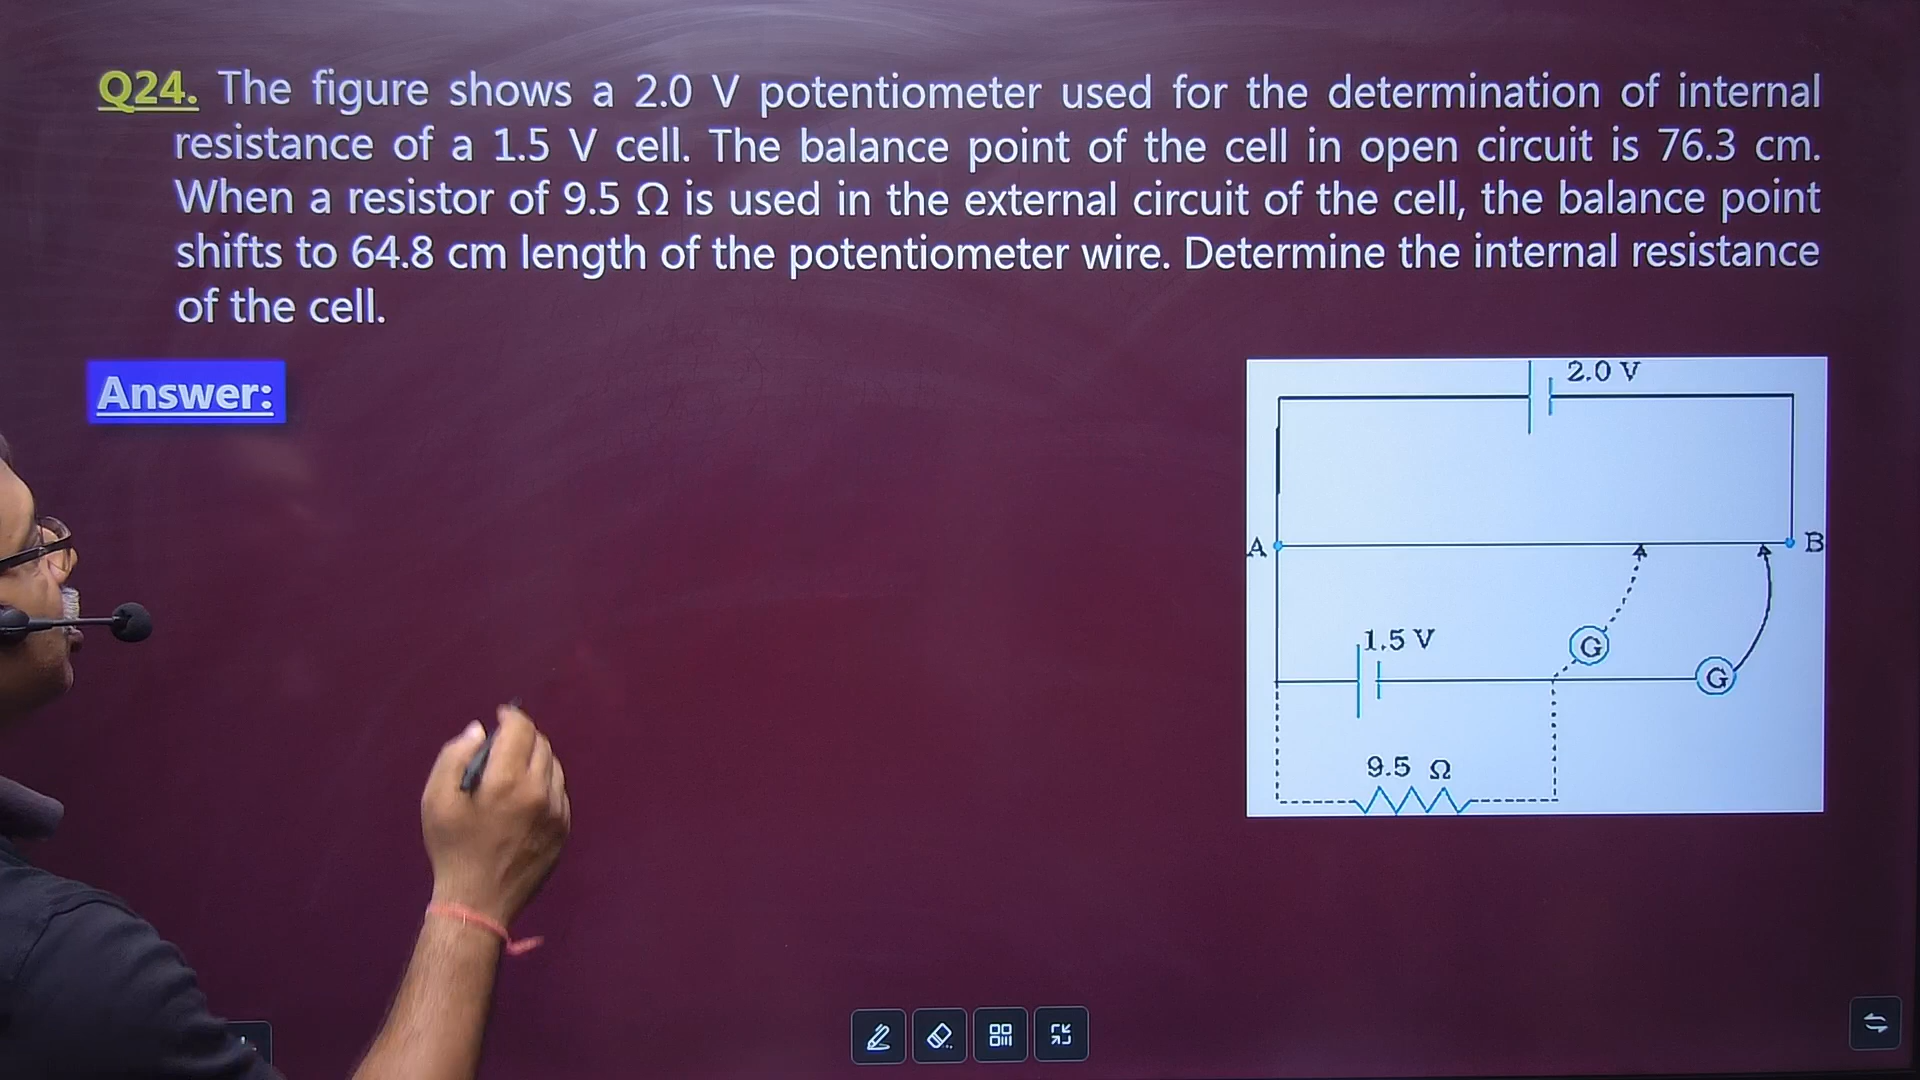 Q24. The figure shows a 2.0 V potentiometer used for the determination of internal
resistance of a 1.5 V cell. The balance point of the cell in open circuit is 76.3 cm.
When a resistor of 9.5 Ω is used in the external circuit of the cell, the balance point
shifts to 64.8 cm length of the potentiometer wire. Determine the internal resistance
of the cell.
Answer:
2.0 V
A
B
1.5 V
G
G
9.5 Ω